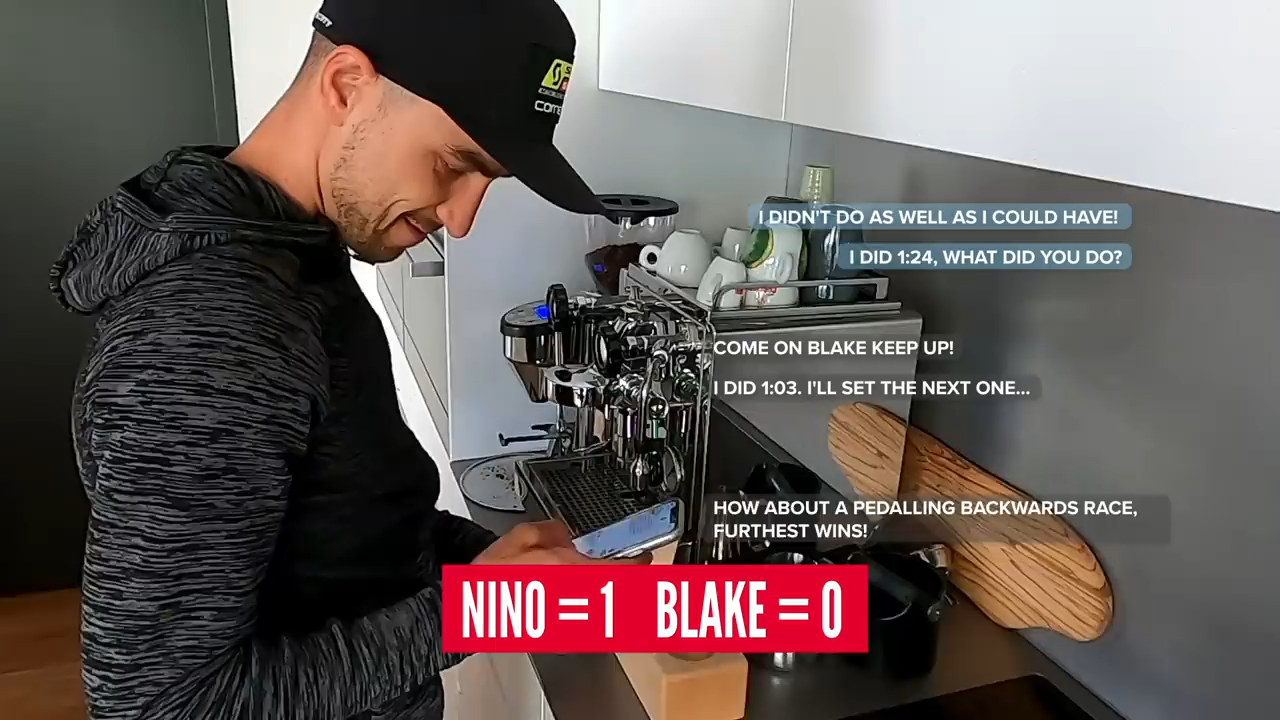 I DIDN'T DO AS WELL AS I COULD HAVE!
I DID 1:24, WHAT DID YOU DO?
COME ON BLAKE KEEP UP!
I DID 1:03. I'LL SET THE NEXT ONE...
HOW ABOUT A PEDALLING BACKWARDS RACE,
FURTHEST WINS!
NINO = 1 BLAKE = 0